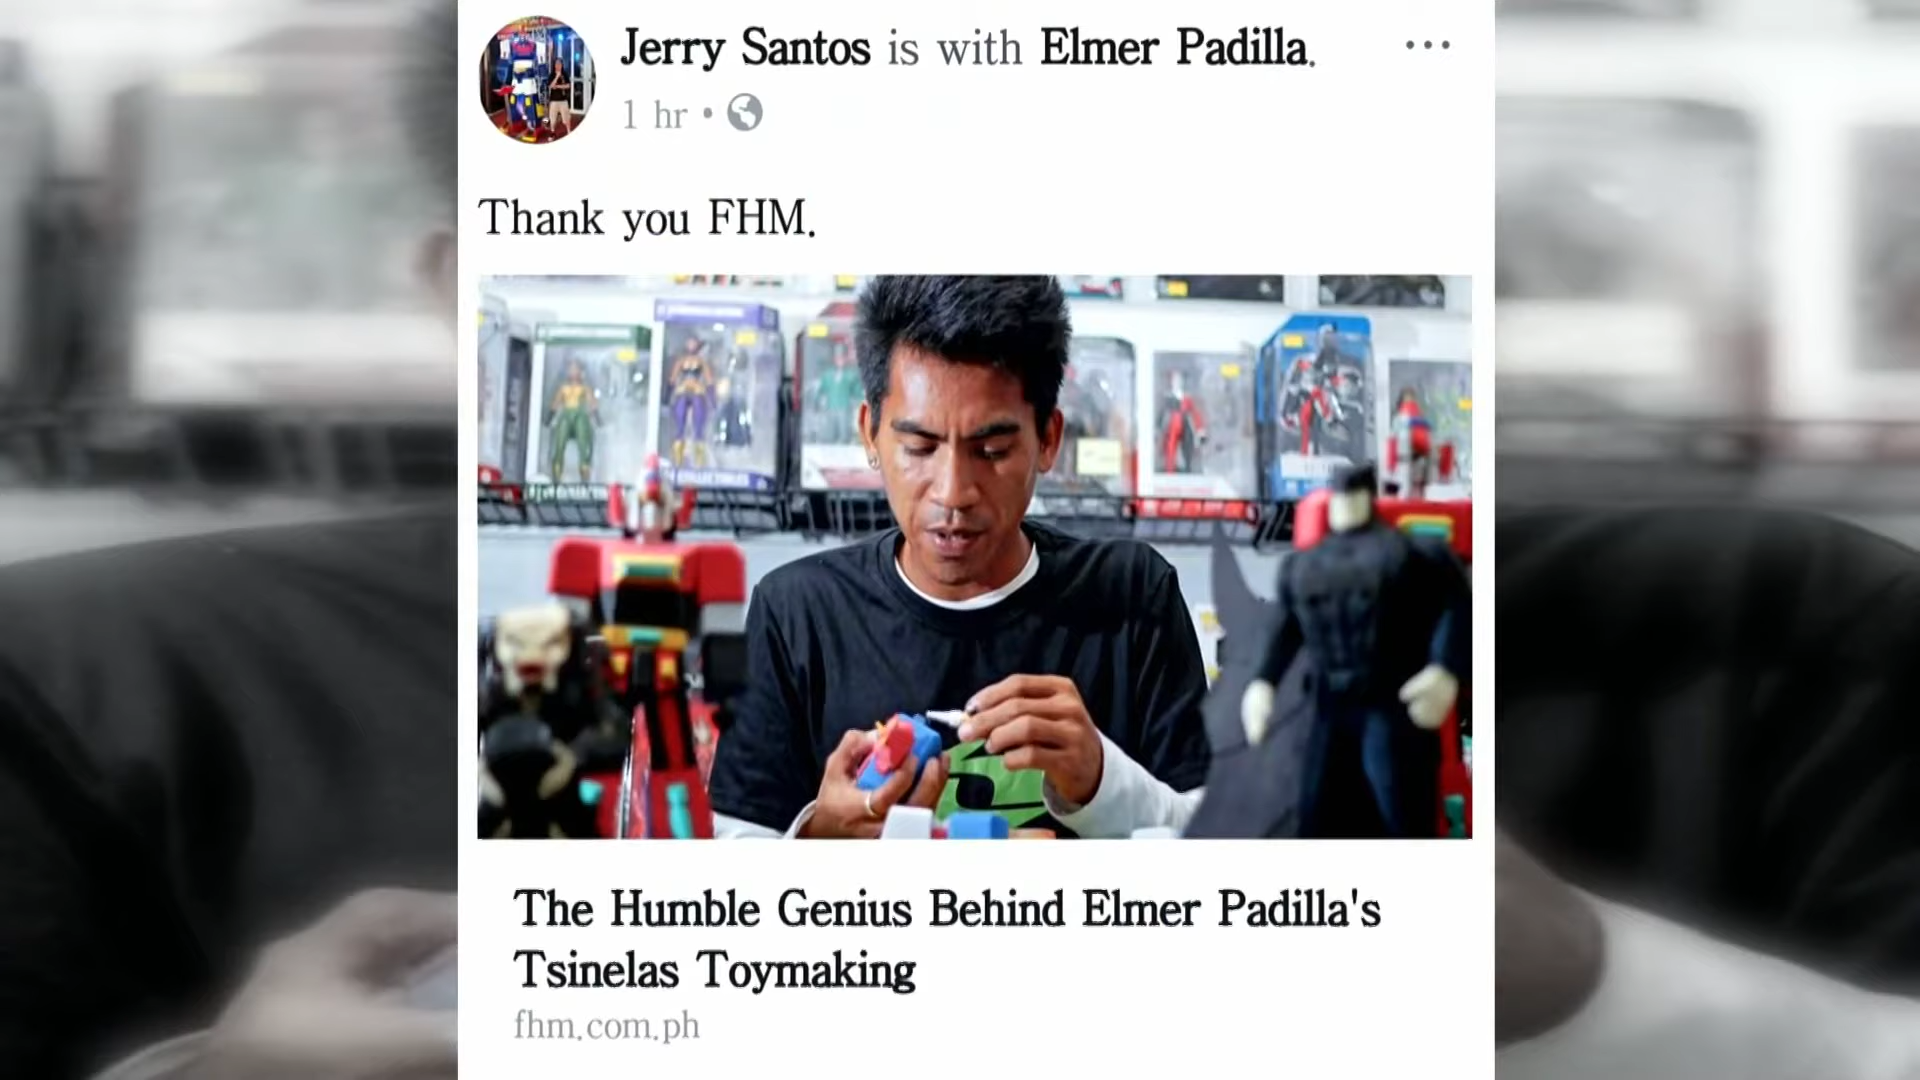 Jerry Santos is with Elmer Padilla.
1 hr
Thank you FHM.
The Humble Genius Behind Elmer Padilla's
Tsinelas Toymaking
fhm.com.ph